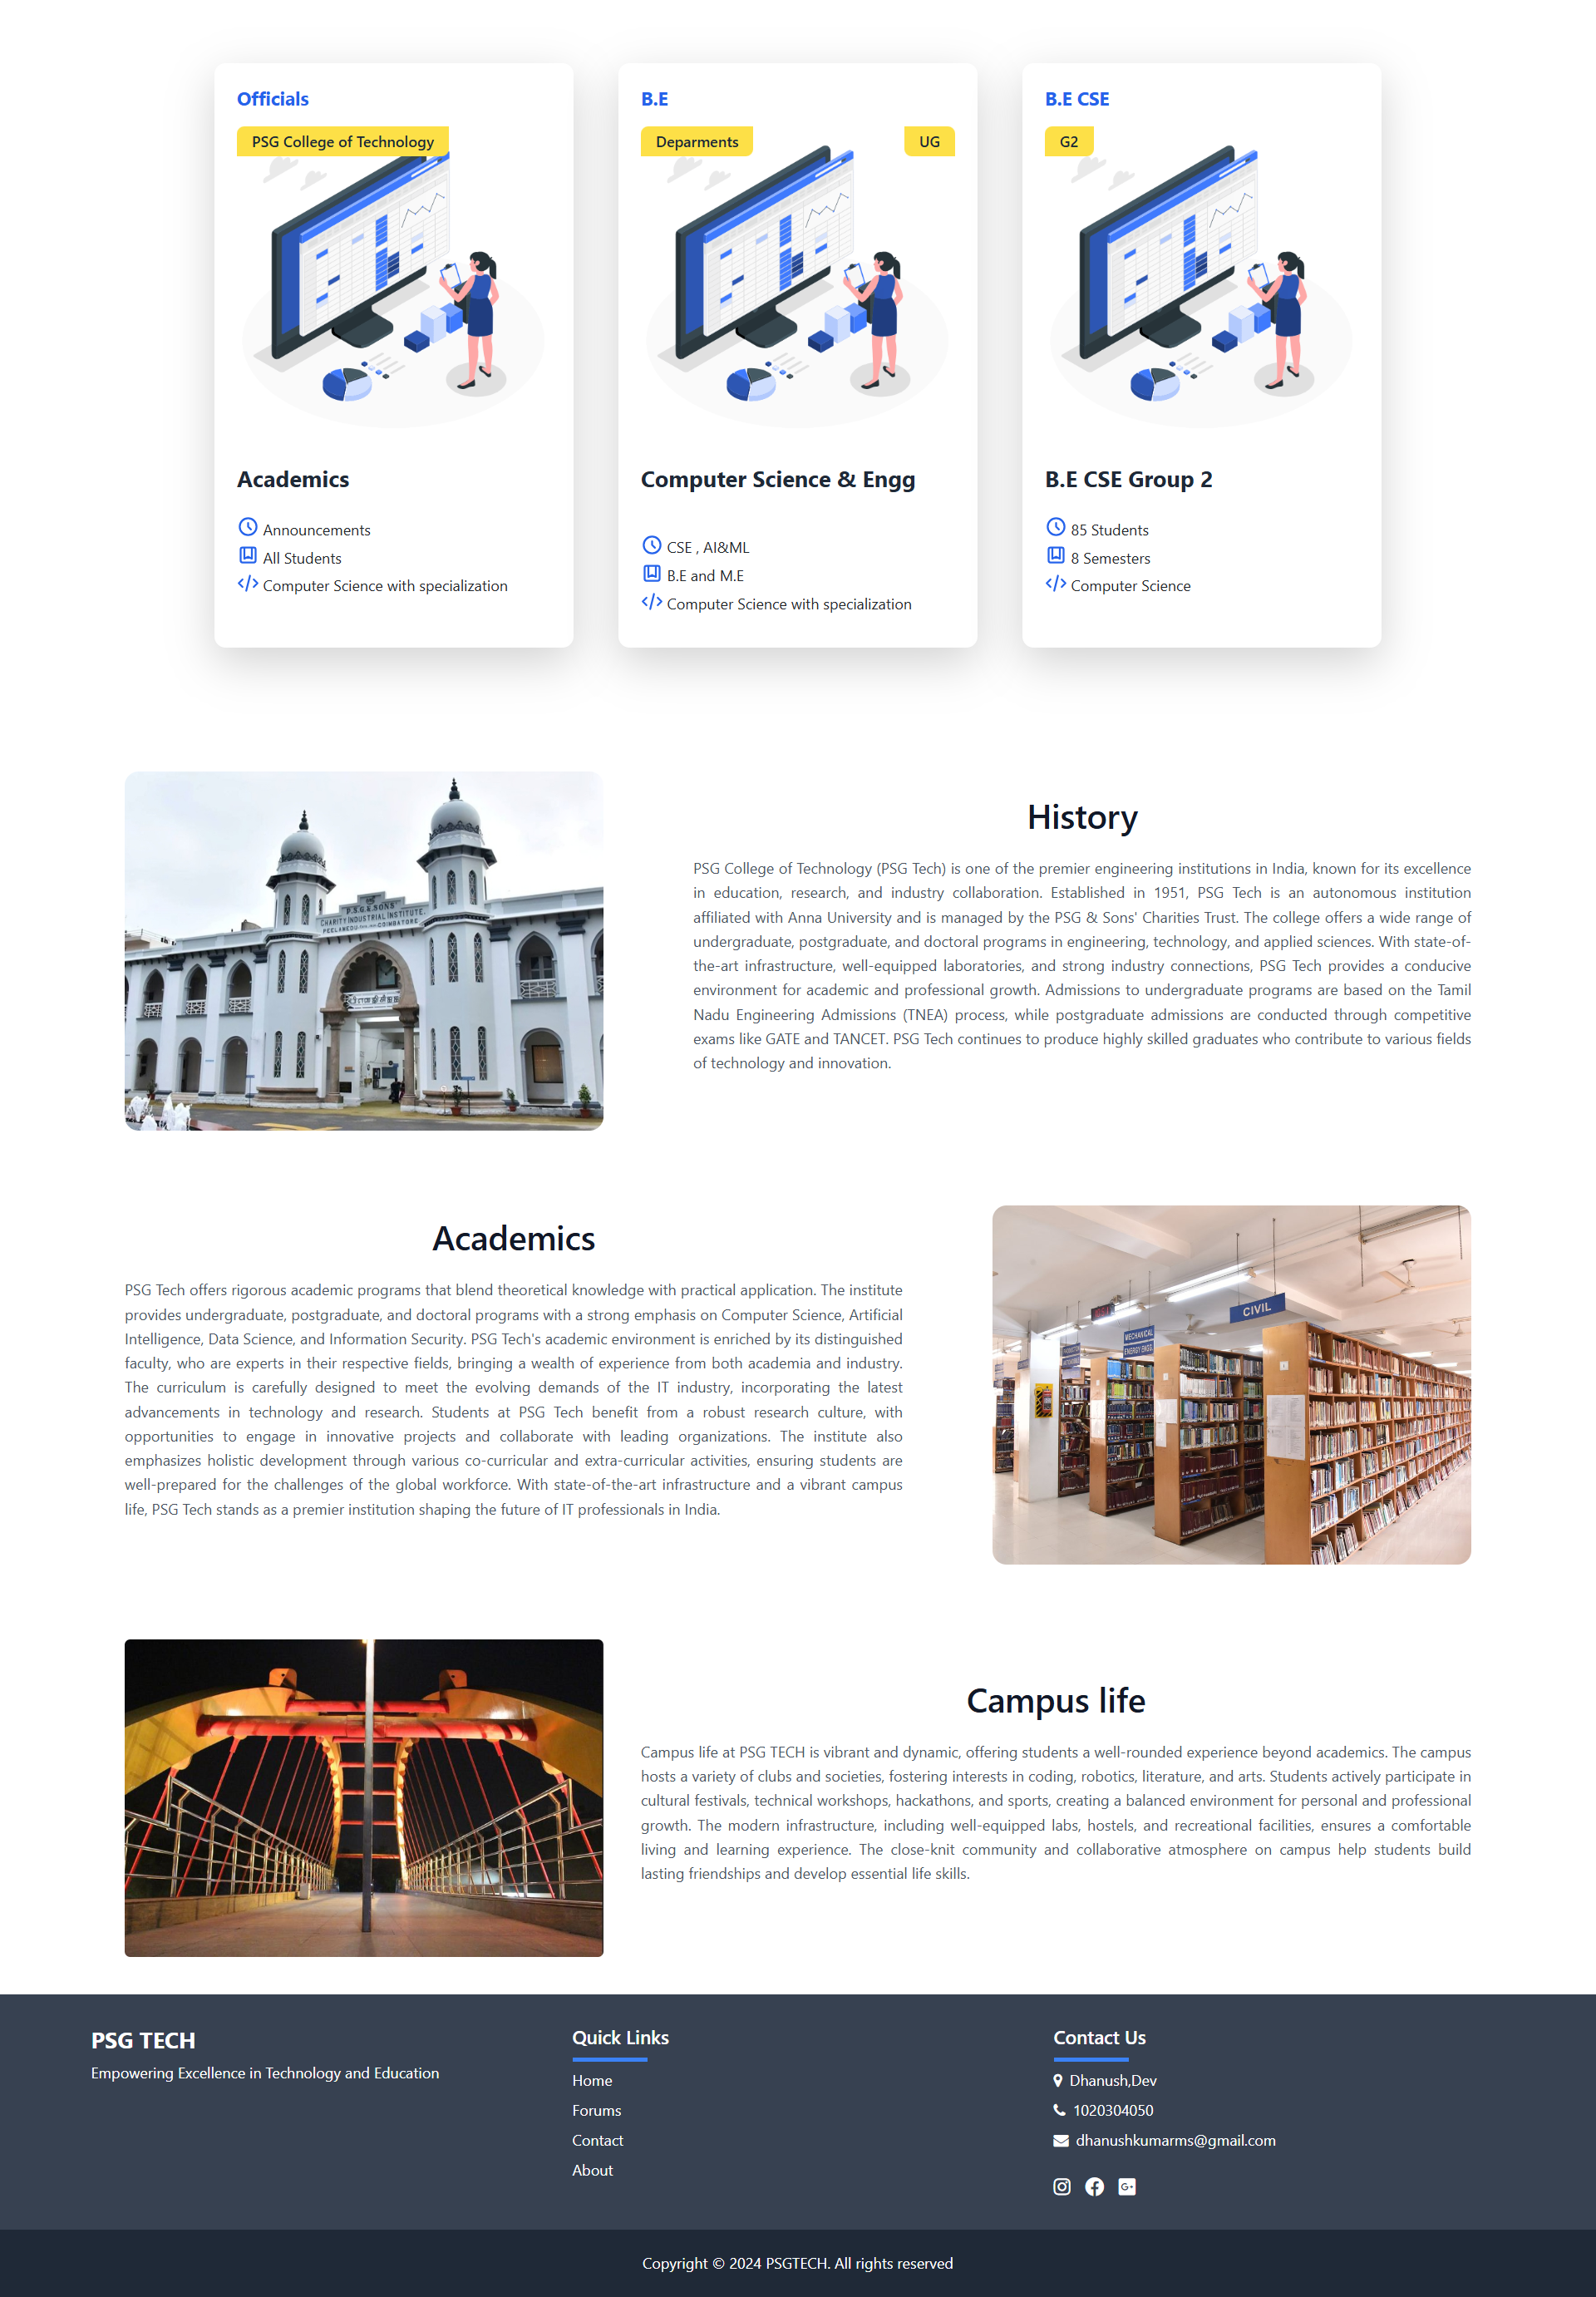 Officials
PSG College of Technology
Academics
Announcements
All Students
Computer Science with specialization
B.E
Deparments
UG
Computer Science & Engg
CSE , AI&ML
B.E and M.E
Computer Science with specialization
B.E CSE
G2
B.E CSE Group 2
85 Students
8 Semesters
Computer Science
P.S.G & SONS'
CHARITY INDUSTRIAL INSTITUTE.
PEELAMEDU COIMBATORE
History
PSG College of Technology (PSG Tech) is one of the premier engineering institutions in India, known for its excellence
in education, research, and industry collaboration. Established in 1951, PSG Tech is an autonomous institution
affiliated with Anna University and is managed by the PSG & Sons' Charities Trust. The college offers a wide range of
undergraduate, postgraduate, and doctoral programs in engineering, technology, and applied sciences. With state-of-
the-art infrastructure, well-equipped laboratories, and strong industry connections, PSG Tech provides a conducive
environment for academic and professional growth. Admissions to undergraduate programs are based on the Tamil
Nadu Engineering Admissions (TNEA) process, while postgraduate admissions are conducted through competitive
exams like GATE and TANCET. PSG Tech continues to produce highly skilled graduates who contribute to various fields
of technology and innovation.
Academics
PSG Tech offers rigorous academic programs that blend theoretical knowledge with practical application. The institute
provides undergraduate, postgraduate, and doctoral programs with a strong emphasis on Computer Science, Artificial
Intelligence, Data Science, and Information Security. PSG Tech's academic environment is enriched by its distinguished
faculty, who are experts in their respective fields, bringing a wealth of experience from both academia and industry.
The curriculum is carefully designed to meet the evolving demands of the IT industry, incorporating the latest
advancements in technology and research. Students at PSG Tech benefit from a robust research culture, with
opportunities to engage in innovative projects and collaborate with leading organizations. The institute also
emphasizes holistic development through various co-curricular and extra-curricular activities, ensuring students are
well-prepared for the challenges of the global workforce. With state-of-the-art infrastructure and a vibrant campus
life, PSG Tech stands as a premier institution shaping the future of IT professionals in India.
CIVIL
MECHANICAL
ENERGY ENGG.
Campus life
Campus life at PSG TECH is vibrant and dynamic, offering students a well-rounded experience beyond academics. The campus
hosts a variety of clubs and societies, fostering interests in coding, robotics, literature, and arts. Students actively participate in
cultural festivals, technical workshops, hackathons, and sports, creating a balanced environment for personal and professional
growth. The modern infrastructure, including well-equipped labs, hostels, and recreational facilities, ensures a comfortable
living and learning experience. The close-knit community and collaborative atmosphere on campus help students build
lasting friendships and develop essential life skills.
PSG TECH
Empowering Excellence in Technology and Education
Quick Links
Home
Forums
Contact
About
Contact Us
Dhanush,Dev
1020304050
dhanushkumarms@gmail.com
G+
Copyright © 2024 PSGTECH. All rights reserved